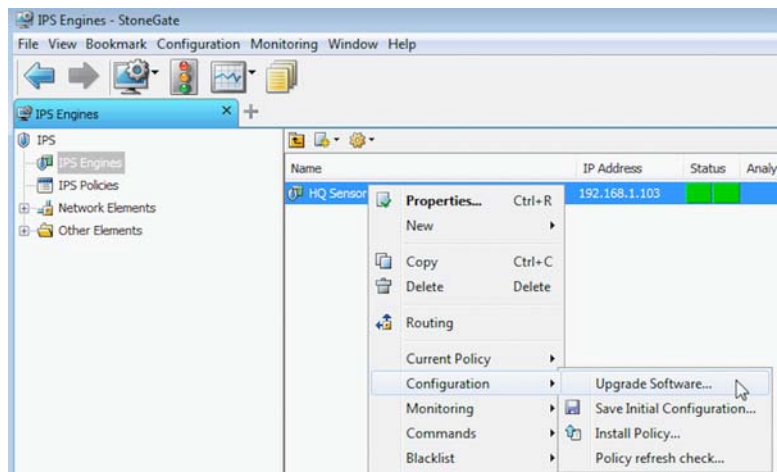 IPS Engines - StoneGate
File View Bookmark Configuration Monitoring Window Help
IPS Engines
IPS
IPS Engines
IPS Policies
Network Elements
Other Elements
Name IP Address Status Analy
HQ Sensor 192.168.1.103
Properties... Ctrl+R
New
Copy Ctrl+C
Delete Delete
Routing
Current Policy
Configuration
Monitoring
Commands
Blacklist
Upgrade Software...
Save Initial Configuration...
Install Policy...
Policy refresh check...